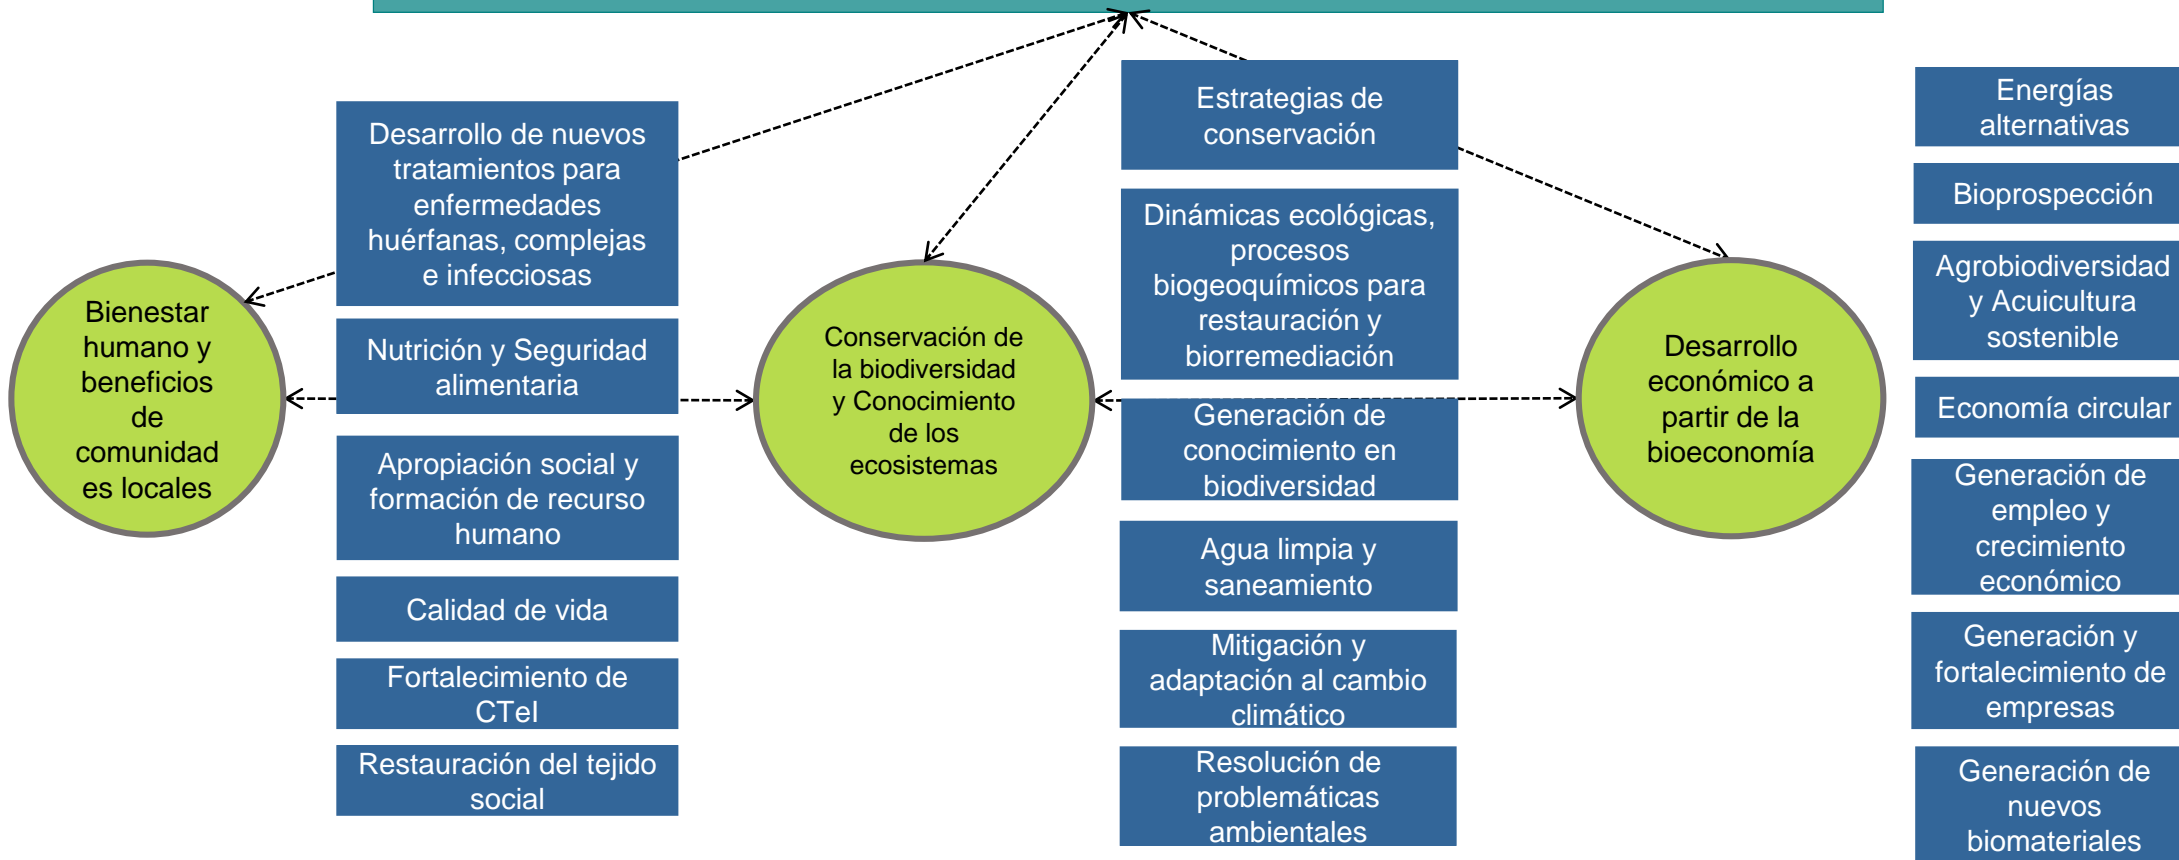 Bienestar
humano y
beneficios
de
comunidad
es locales
Desarrollo de nuevos
tratamientos para
enfermedades
huérfanas, complejas
e infecciosas
Nutrición y Seguridad
alimentaria
Apropiación social y
formación de recurso
humano
Calidad de vida
Fortalecimiento de
CTeI
Restauración del tejido
social
Conservación de
la biodiversidad
y Conocimiento
de los
ecosistemas
Estrategias de
conservación
Dinámicas ecológicas,
procesos
biogeoquímicos para
restauración y
biorremediación
Generación de
conocimiento en
biodiversidad
Agua limpia y
saneamiento
Mitigación y
adaptación al cambio
climático
Resolución de
problemáticas
ambientales
Desarrollo
económico a
partir de la
bioeconomía
Energías
alternativas
Bioprospección
Agrobiodiversidad
y Acuicultura
sostenible
Economía circular
Generación de
empleo y
crecimiento
económico
Generación y
fortalecimiento de
empresas
Generación de
nuevos
biomateriales